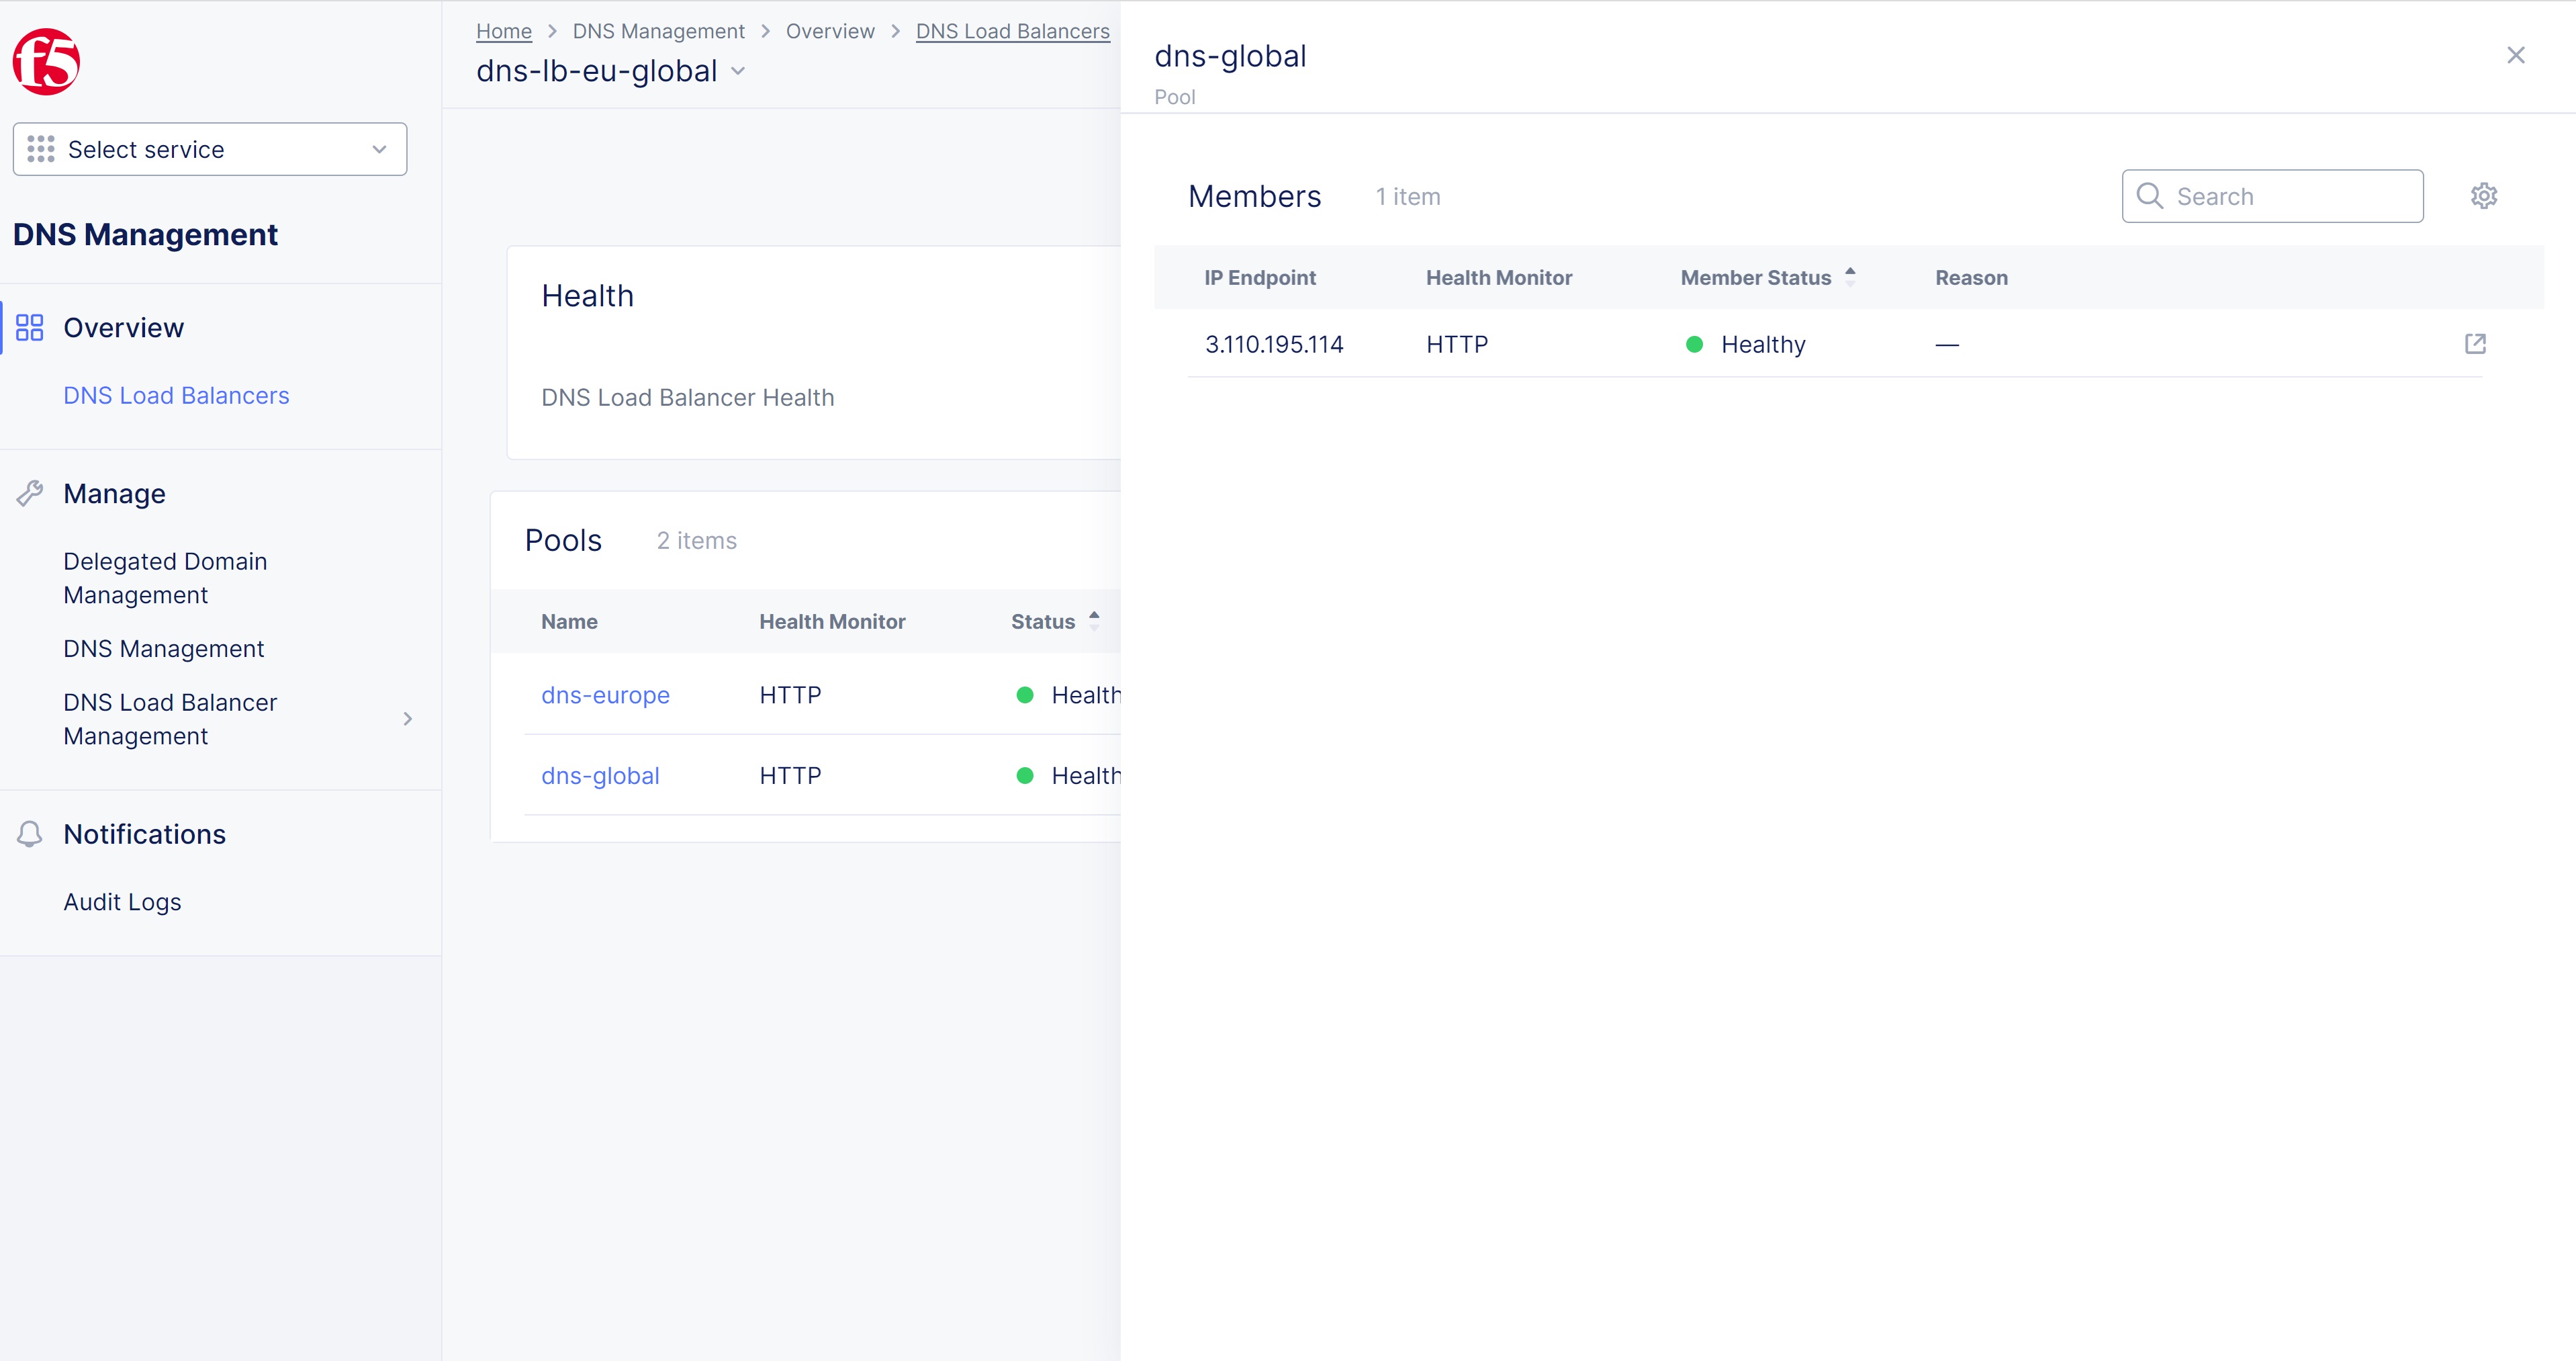 f5
Select service
DNS Management
Overview
DNS Load Balancers
Manage
Delegated Domain
Management
DNS Management
DNS Load Balancer
Management
Notifications
Audit Logs
Home > DNS Management > Overview > DNS Load Balancers
dns-lb-eu-global
Health
DNS Load Balancer Health
Pools 2 items
Name Health Monitor Status
dns-europe HTTP Health
dns-global HTTP Health
dns-global
Pool
Members 1 item Search
IP Endpoint Health Monitor Member Status Reason
3.110.195.114 HTTP Healthy —